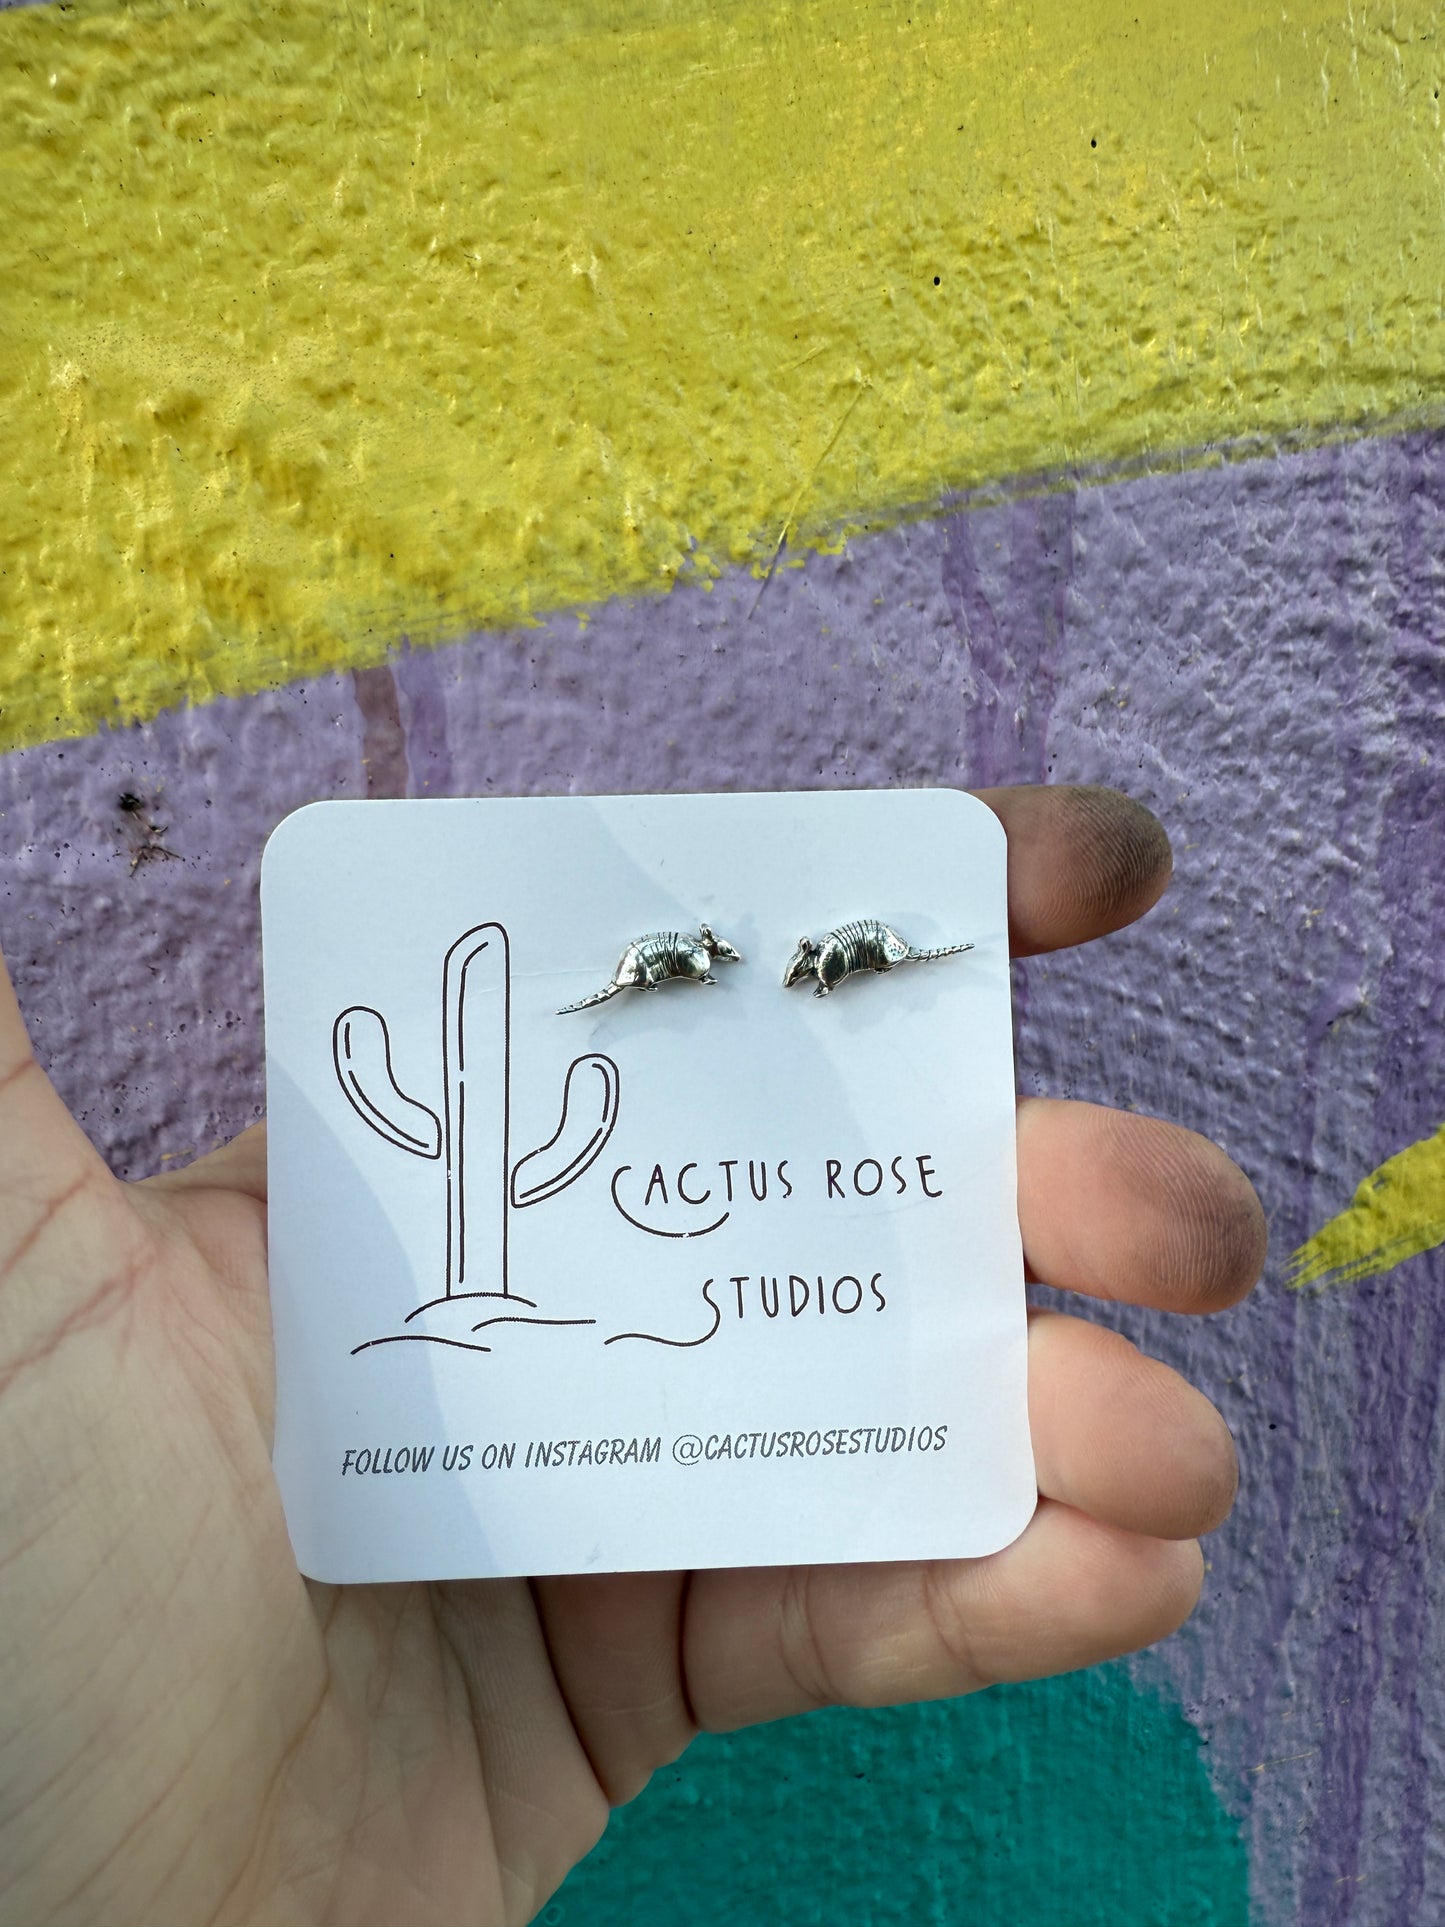 CACTUS ROSE
STUDIOS
FOLLOW US ON INSTAGRAM @CACTUSROSESTUDIOS